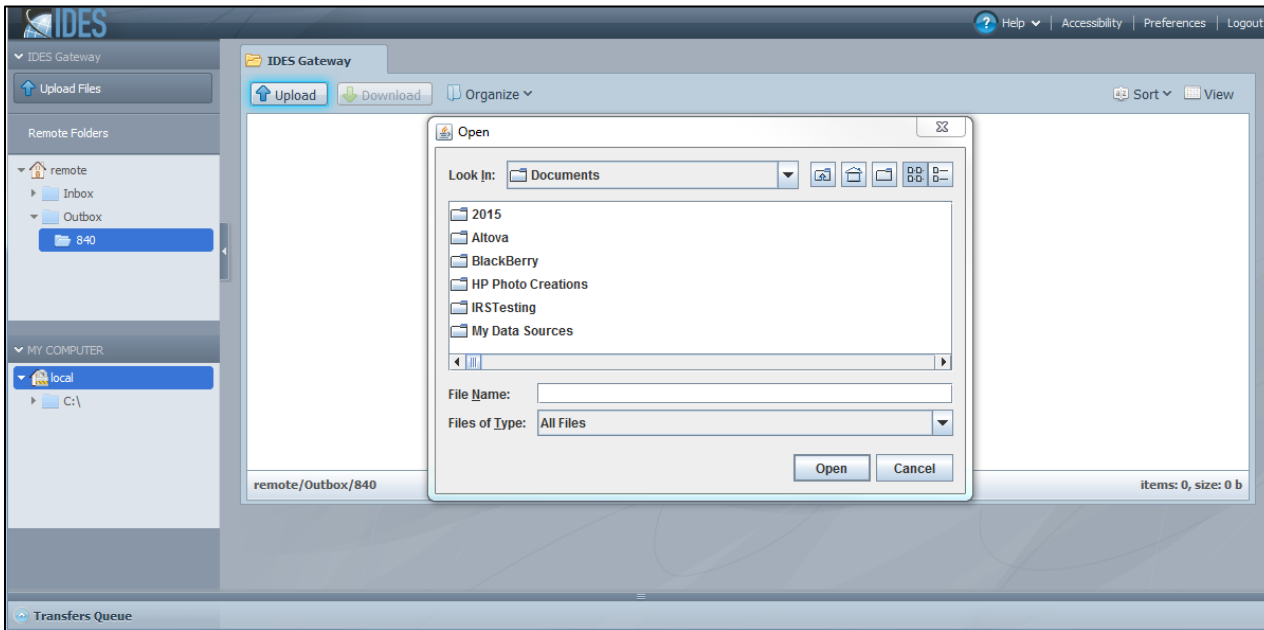 IDES
Help | Accessibility | Preferences | Logout
IDES Gateway
Upload Files
Remote Folders
remote
Inbox
Outbox
840
MY COMPUTER
local
C:\
IDES Gateway
Upload Download Organize Sort View
Open
Look In: Documents
2015
Altova
BlackBerry
HP Photo Creations
IRSTesting
My Data Sources
File Name:
Files of Type: All Files
Open Cancel
remote/Outbox/840 items: 0, size: 0 b
Transfers Queue